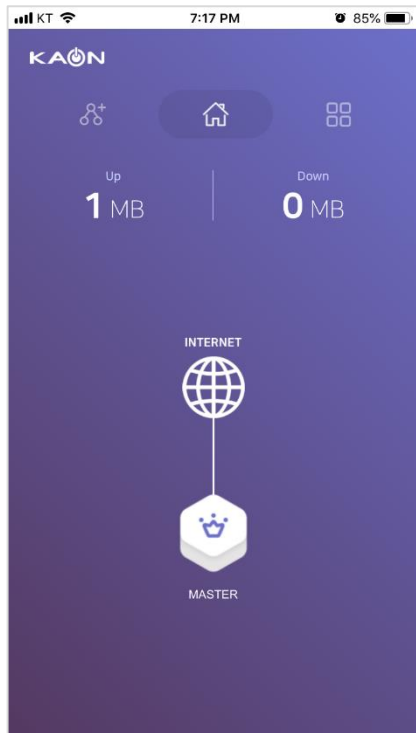 KT 7:17 PM 85%
KAON
Up Down
1 MB 0 MB
INTERNET
MASTER